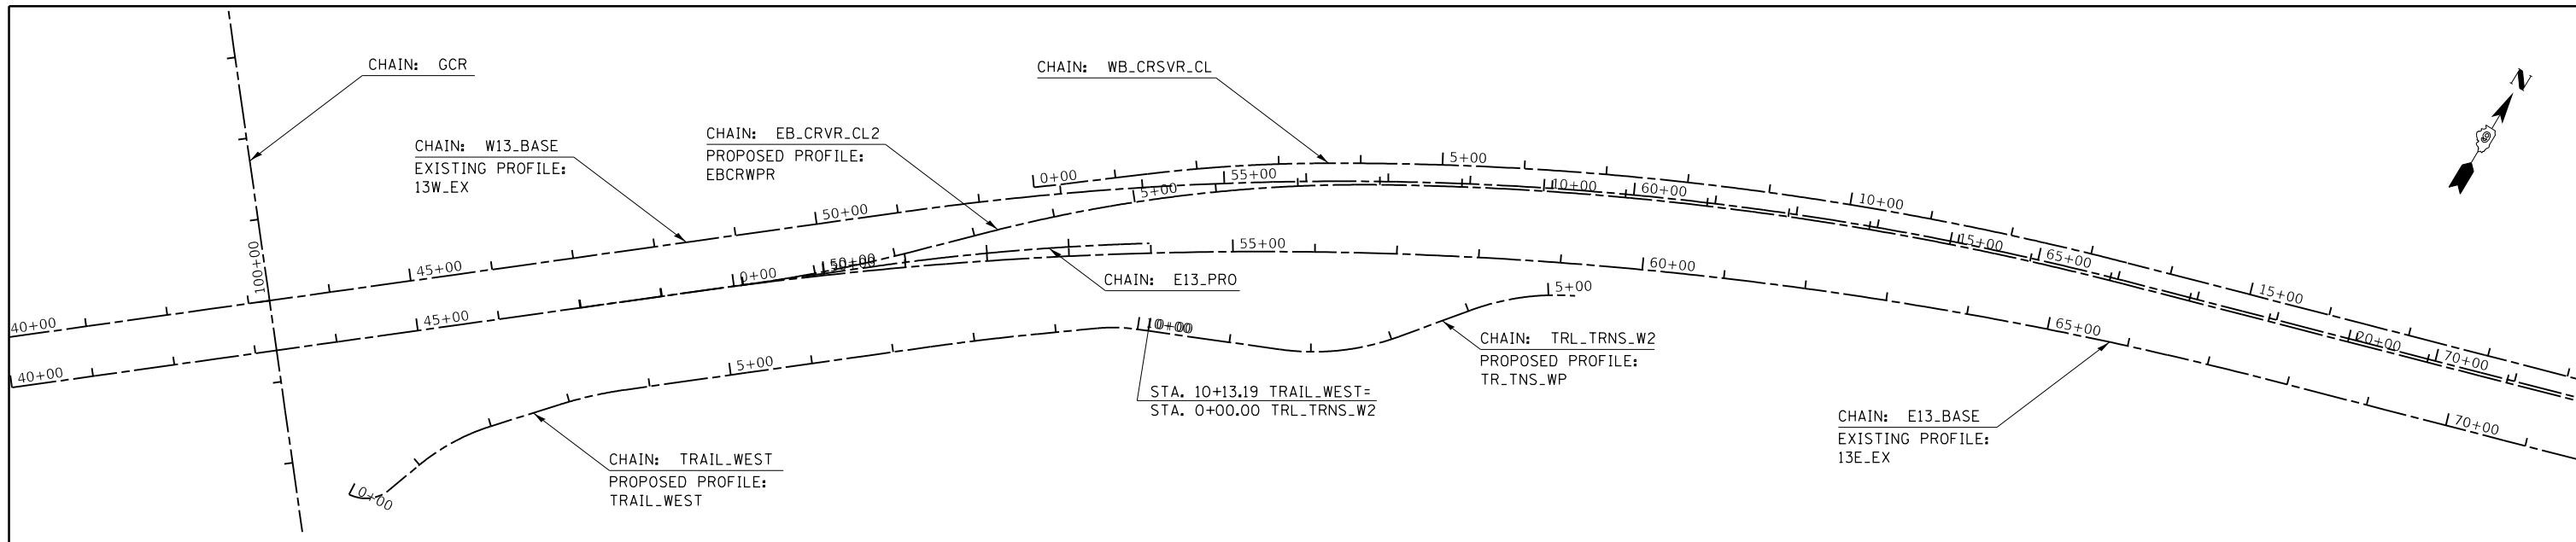 CHAIN: GCR
CHAIN: WB_CRSVR_CL
N
CHAIN: W13_BASE
EXISTING PROFILE:
13W_EX
CHAIN: EB_CRVR_CL2
PROPOSED PROFILE:
EBCRWPR
0+00
5+00
55+00
5+00
10+00
60+00
10+00
50+00
15+00
65+00
15+00
100+00
45+00
40+00
0+00
50+00
55+00
60+00
CHAIN: E13_PRO
5+00
45+00
40+00
10+00
0+00
65+00
20+00
70+00
5+00
CHAIN: TRL_TRNS_W2
PROPOSED PROFILE:
TR_TNS_WP
STA. 10+13.19 TRAIL_WEST=
STA. 0+00.00 TRL_TRNS_W2
CHAIN: E13_BASE
EXISTING PROFILE:
13E_EX
70+00
CHAIN: TRAIL_WEST
PROPOSED PROFILE:
TRAIL_WEST
0+00